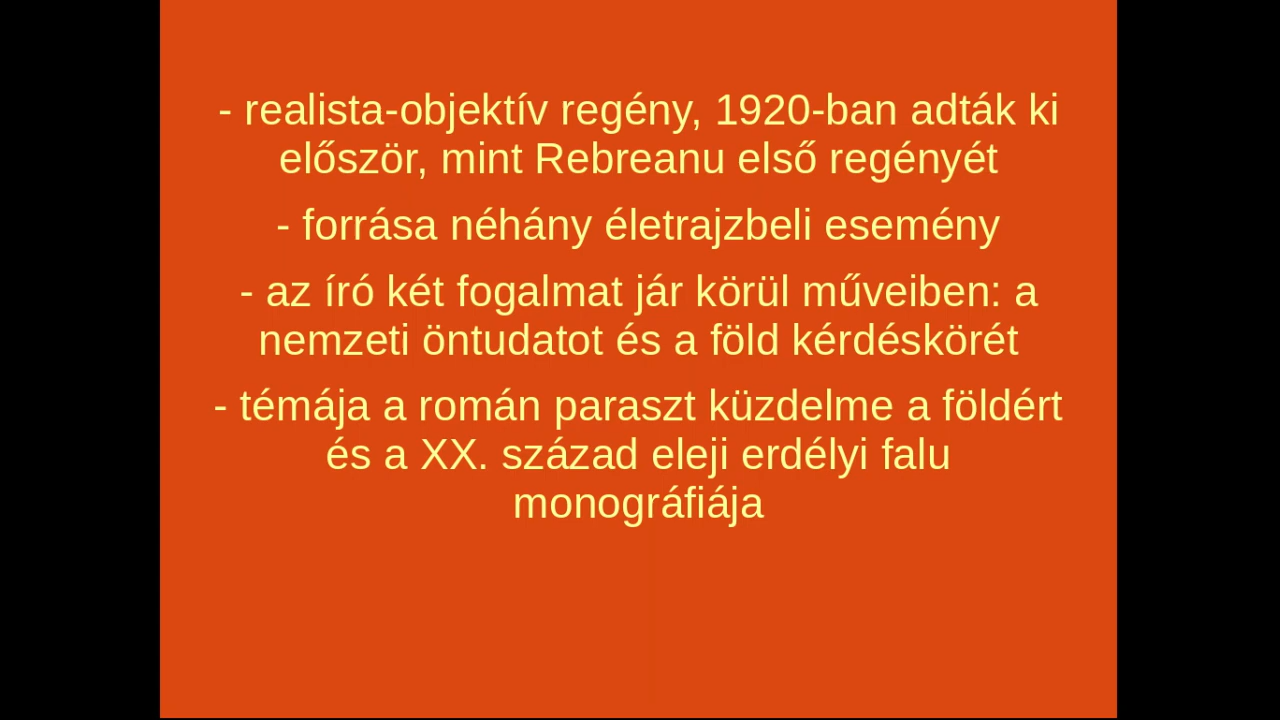 - realista-objektív regény, 1920-ban adták ki
először, mint Rebreanu első regényét
- forrása néhány életrajzbeli esemény
- az író két fogalmat jár körül műveiben: a
nemzeti öntudatot és a föld kérdéskörét
- témája a román paraszt küzdelme a földért
és a XX. század eleji erdélyi falu
monográfiája